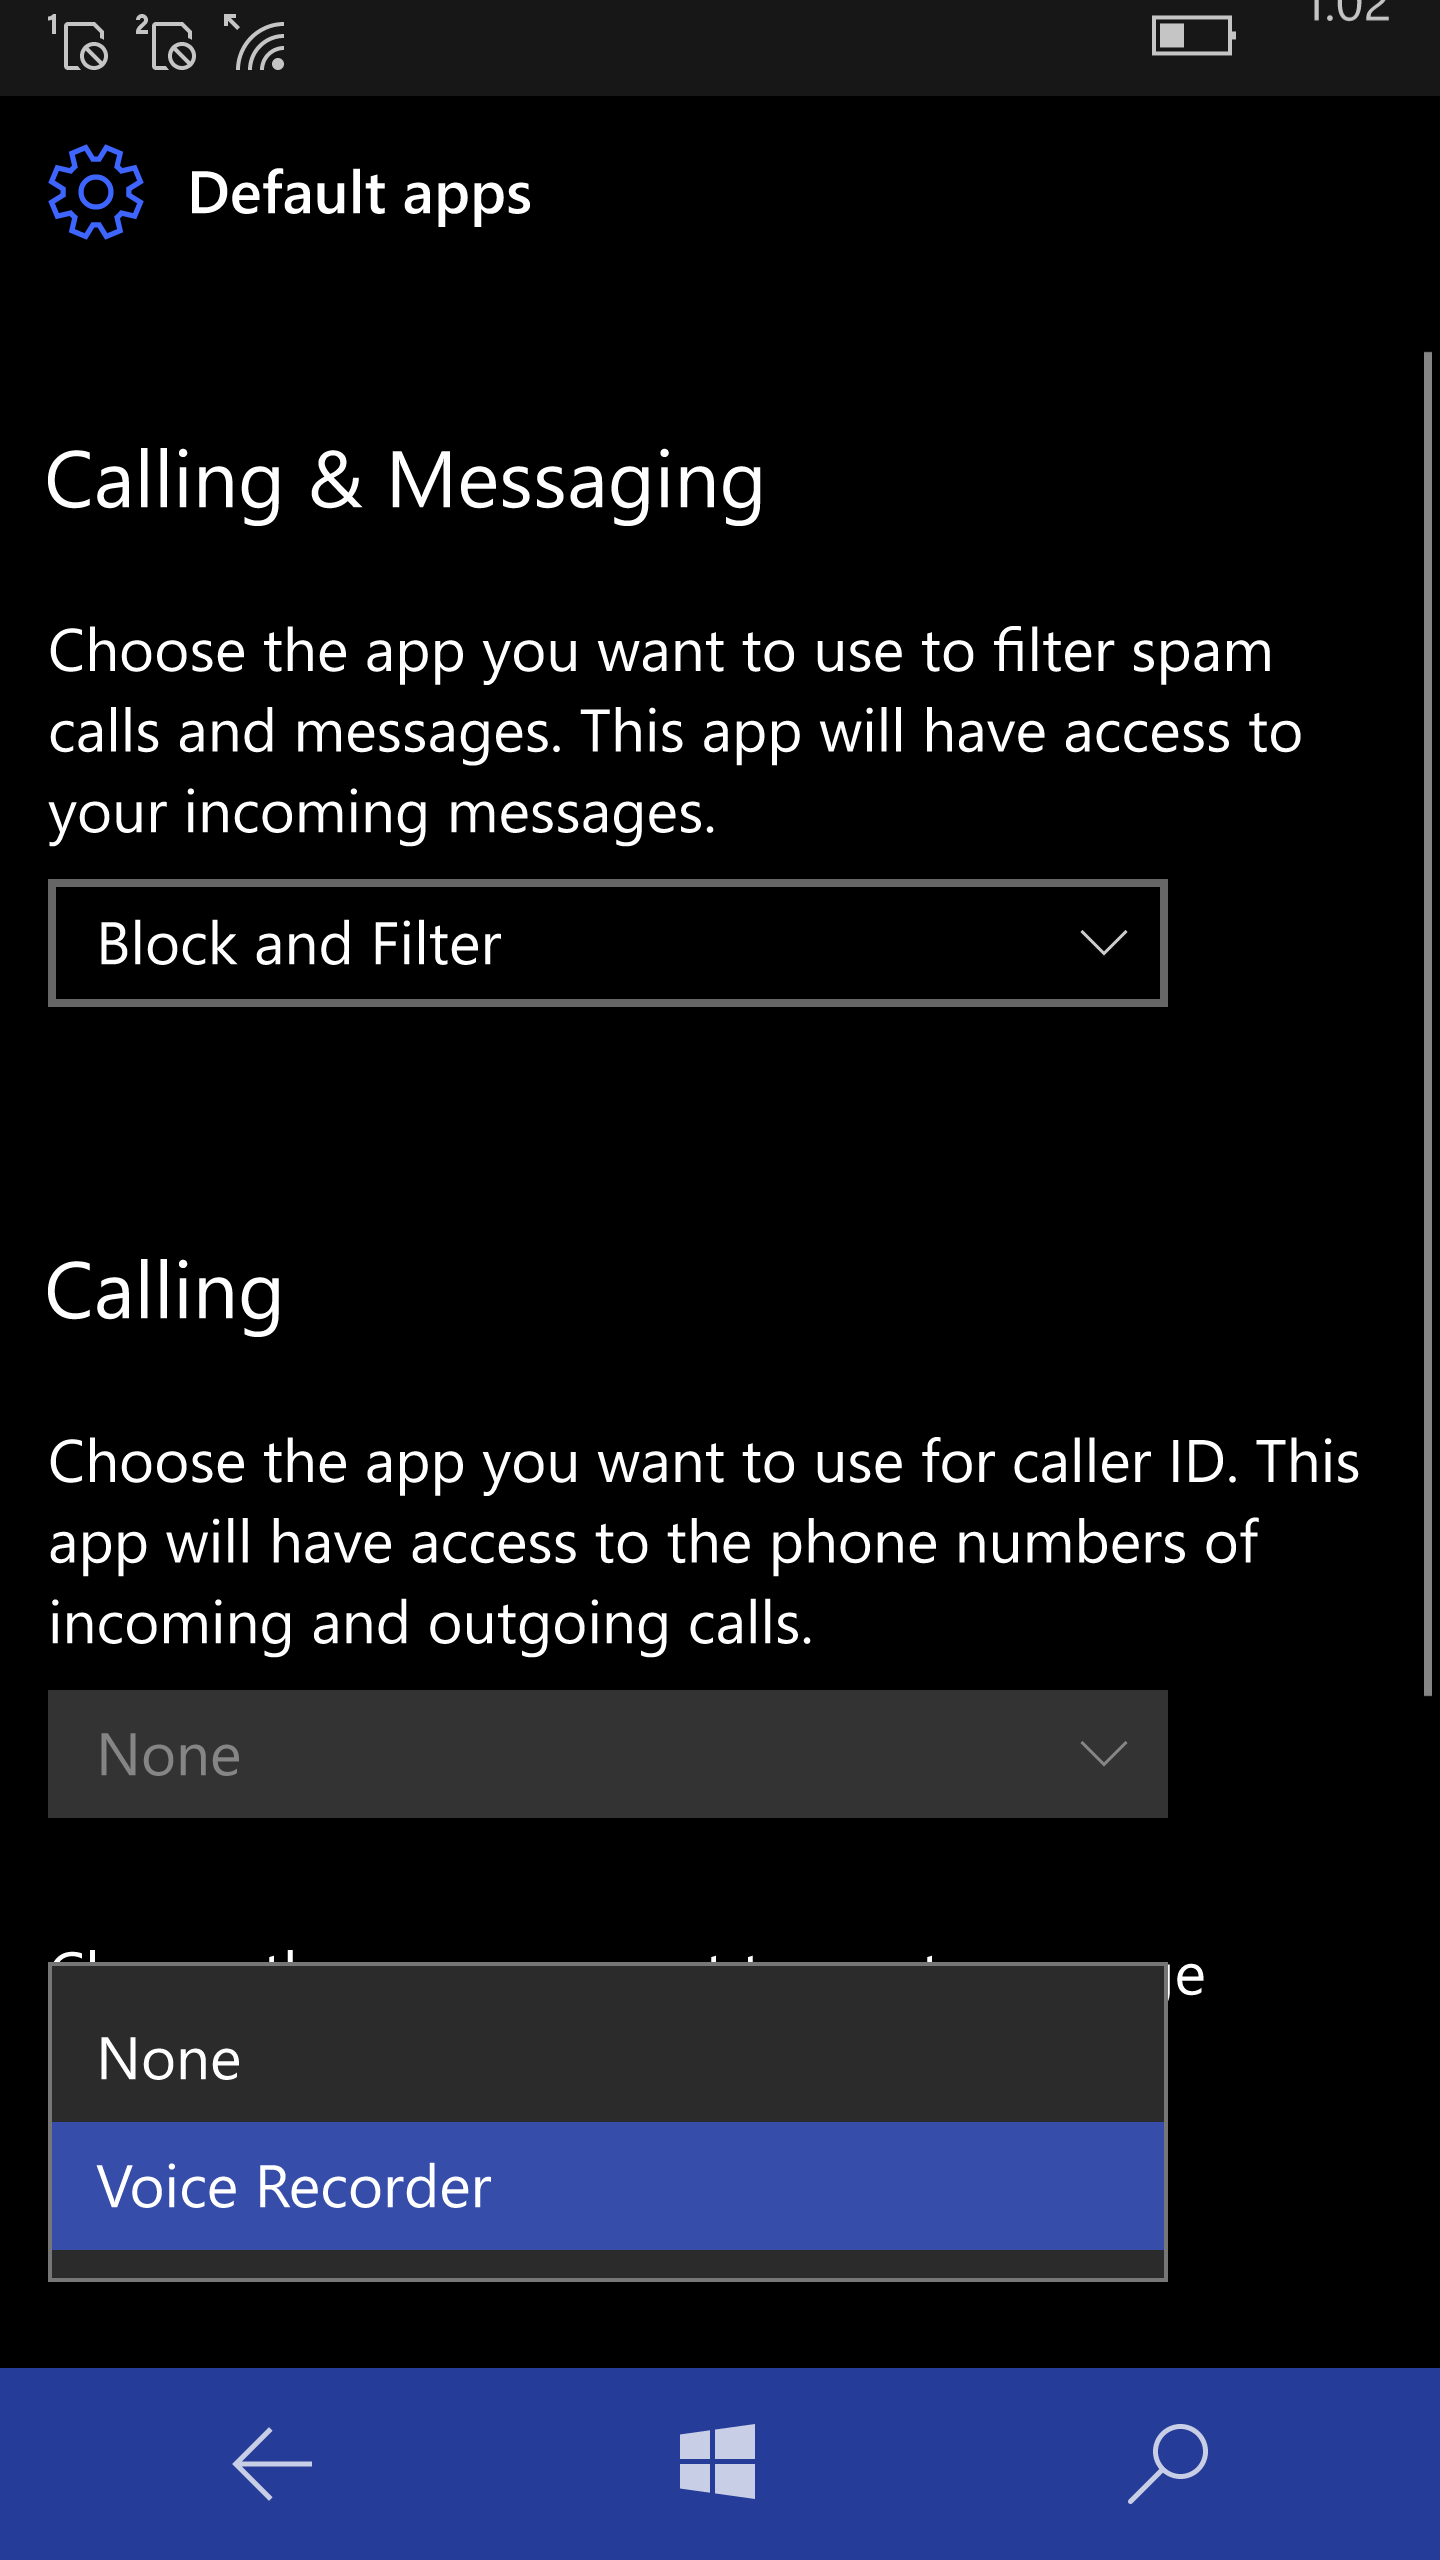 1 2 1:02
Default apps
Calling & Messaging
Choose the app you want to use to filter spam
calls and messages. This app will have access to
your incoming messages.
Block and Filter
Calling
Choose the app you want to use for caller ID. This
app will have access to the phone numbers of
incoming and outgoing calls.
None
None
Voice Recorder